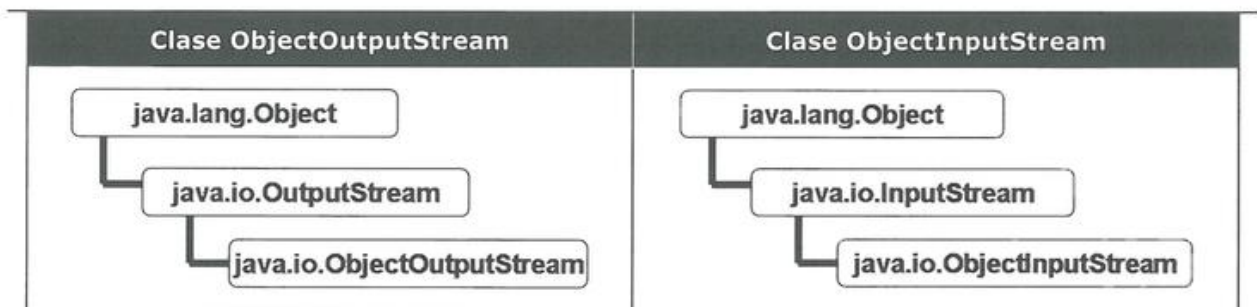 Clase ObjectOutputStream
java.lang.Object
java.io.OutputStream
java.io.ObjectOutputStream
Clase ObjectInputStream
java.lang.Object
java.io.InputStream
java.io.ObjectInputStream